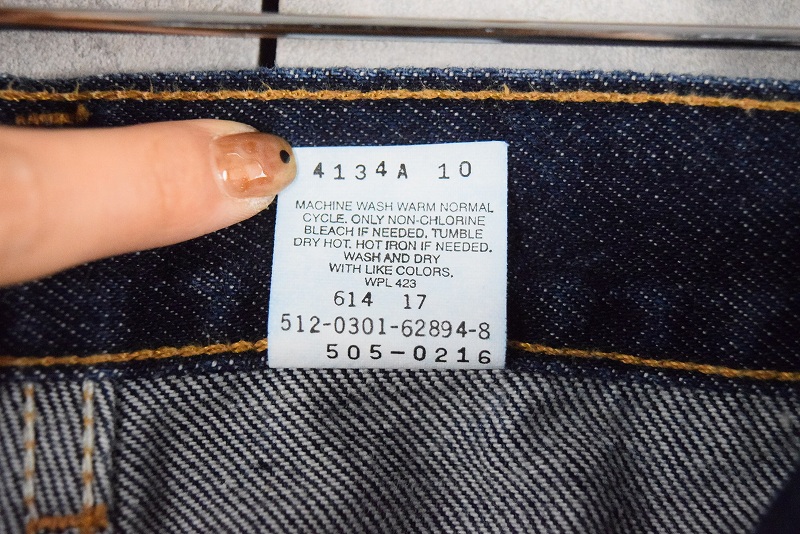 4134A 10
MACHINE WASH WARM NORMAL
CYCLE. ONLY NON-CHLORINE
BLEACH IF NEEDED. TUMBLE
DRY HOT. HOT IRON IF NEEDED.
WASH AND DRY
WITH LIKE COLORS.
WPL 423
614 17
512-0301-62894-8
505-0216